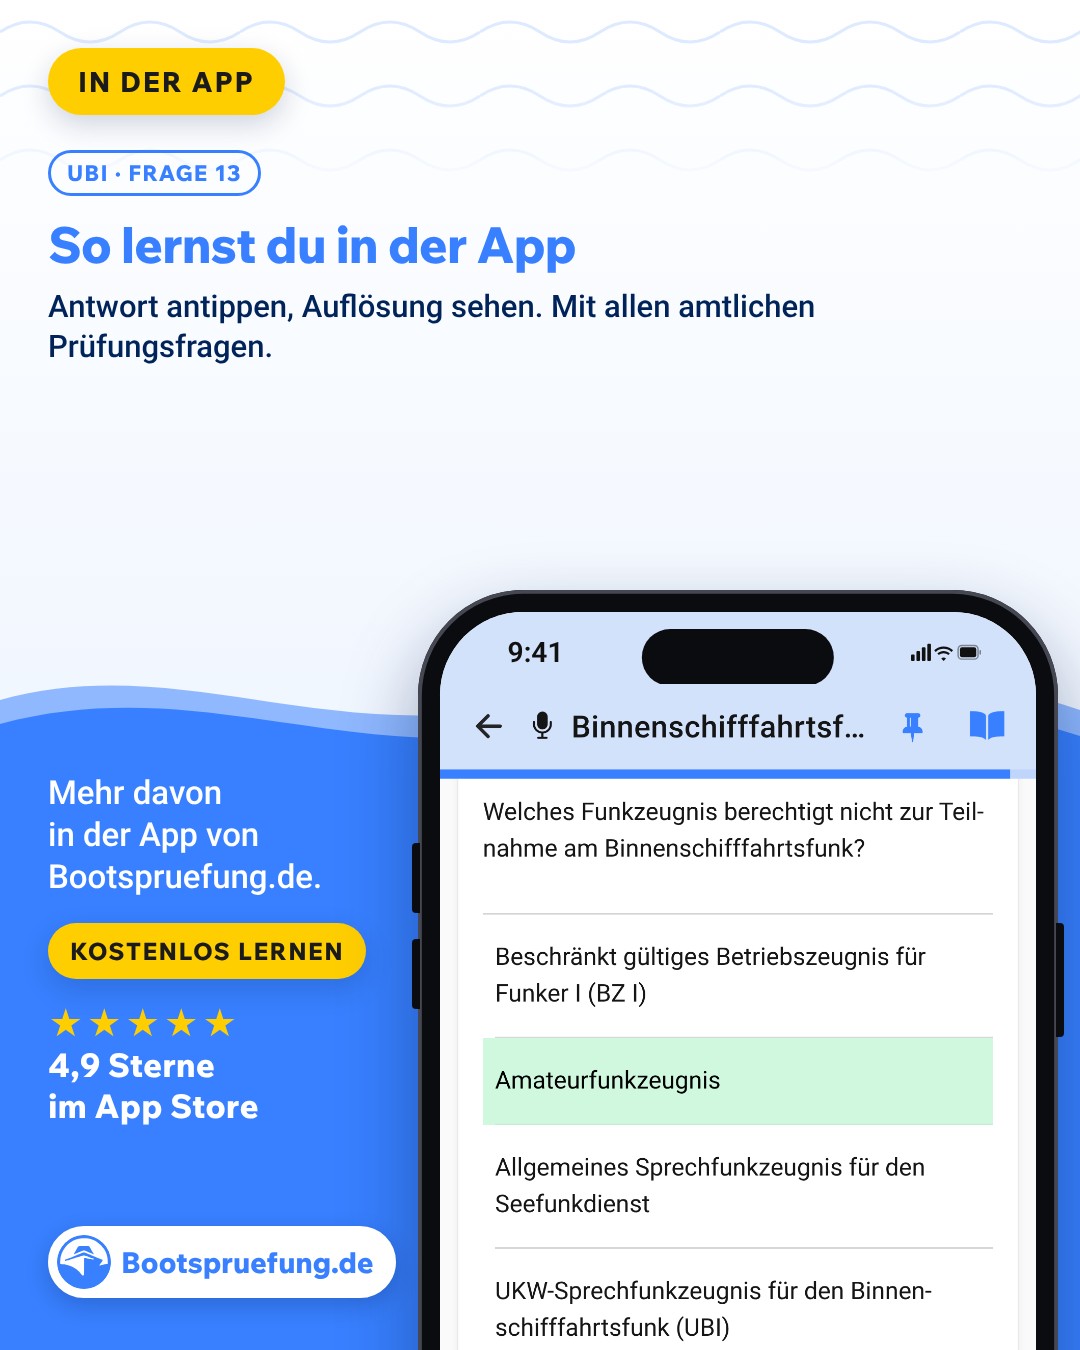 IN DER APP
UBI · FRAGE 13
So lernst du in der App
Antwort antippen, Auflösung sehen. Mit allen amtlichen
Prüfungsfragen.
9:41
Binnenschifffahrtsf...
Welches Funkzeugnis berechtigt nicht zur Teil-
nahme am Binnenschifffahrtsfunk?
Beschränkt gültiges Betriebszeugnis für
Funker I (BZ I)
Amateurfunkzeugnis
Allgemeines Sprechfunkzeugnis für den
Seefunkdienst
UKW-Sprechfunkzeugnis für den Binnen-
schifffahrtsfunk (UBI)
Mehr davon
in der App von
Bootspruefung.de.
KOSTENLOS LERNEN
★★★★★
4,9 Sterne
im App Store
Bootspruefung.de